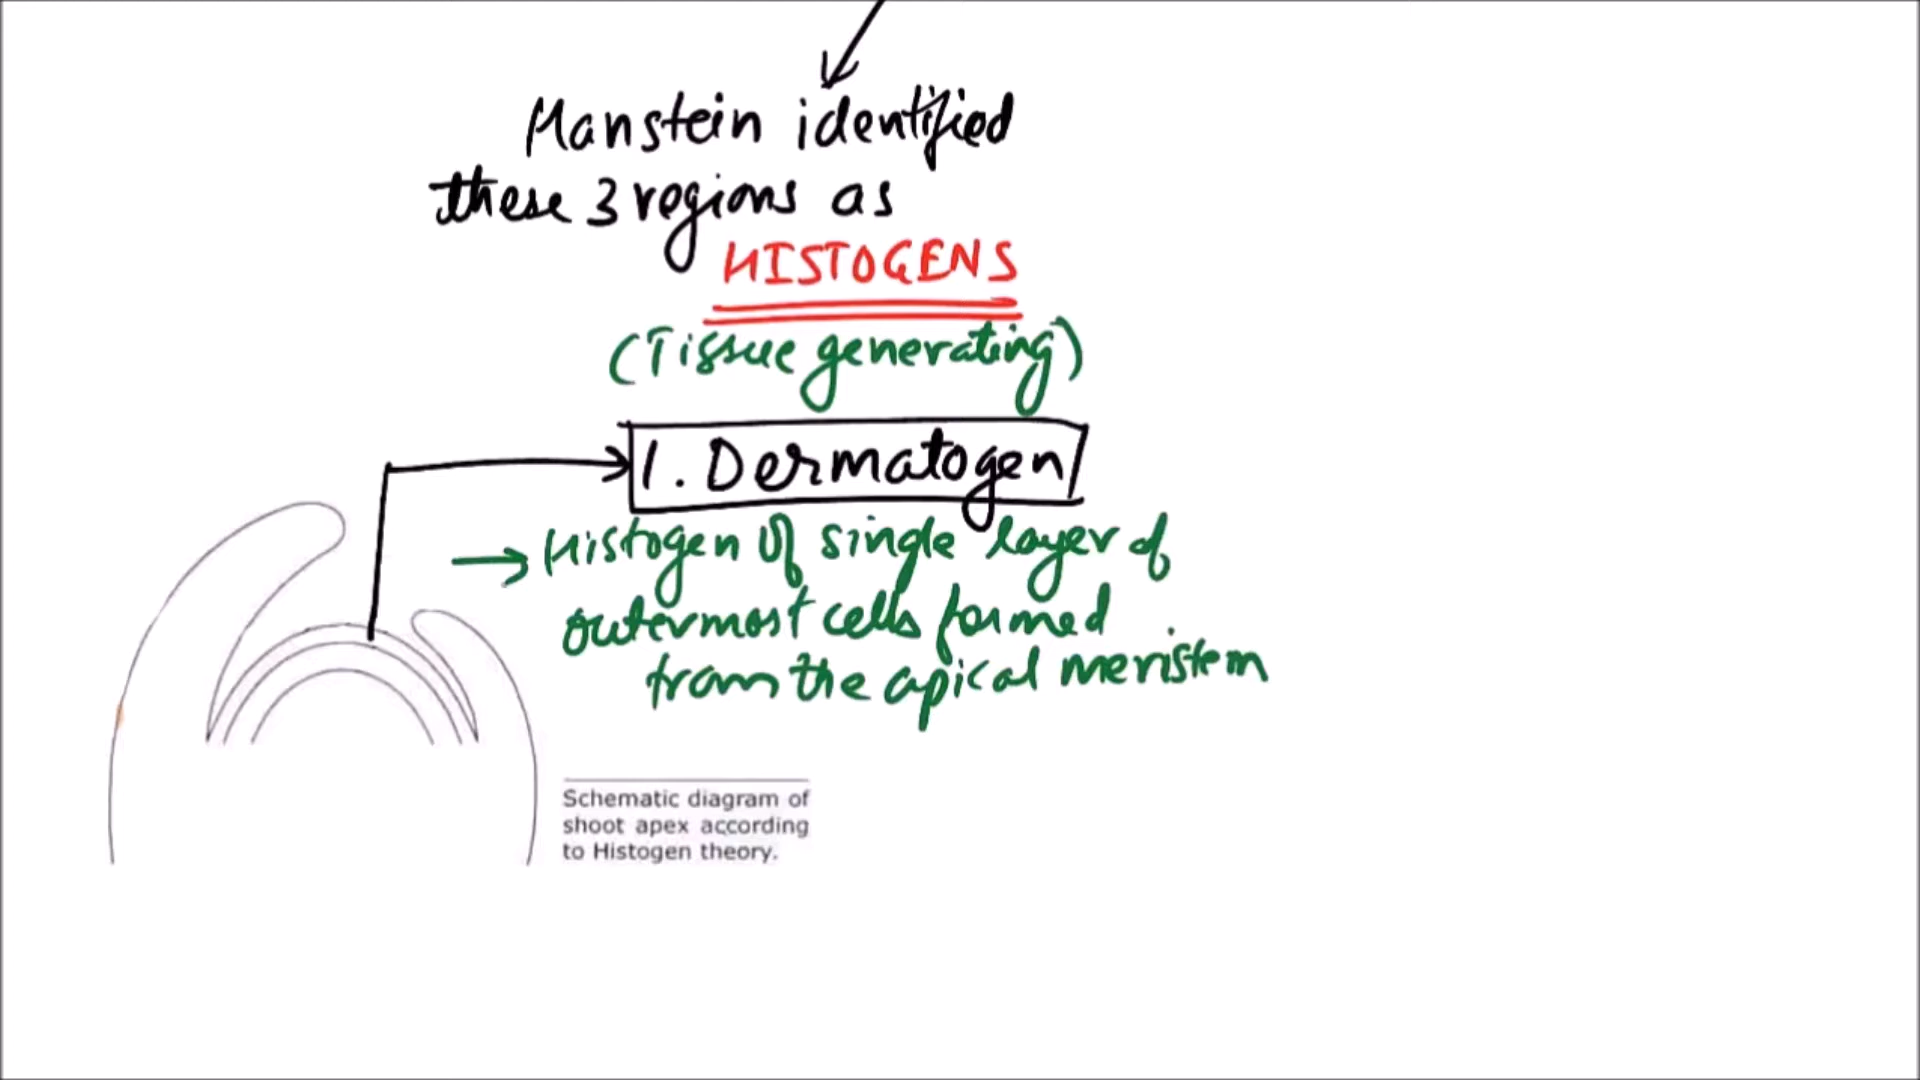 Hanstein identified
these 3 regions as
HISTOGENS
(Tissue generating)
1. Dermatogen
→ Histogen of single layer of
outermost cells formed
from the apical meristem
Schematic diagram of
shoot apex according
to Histogen theory.